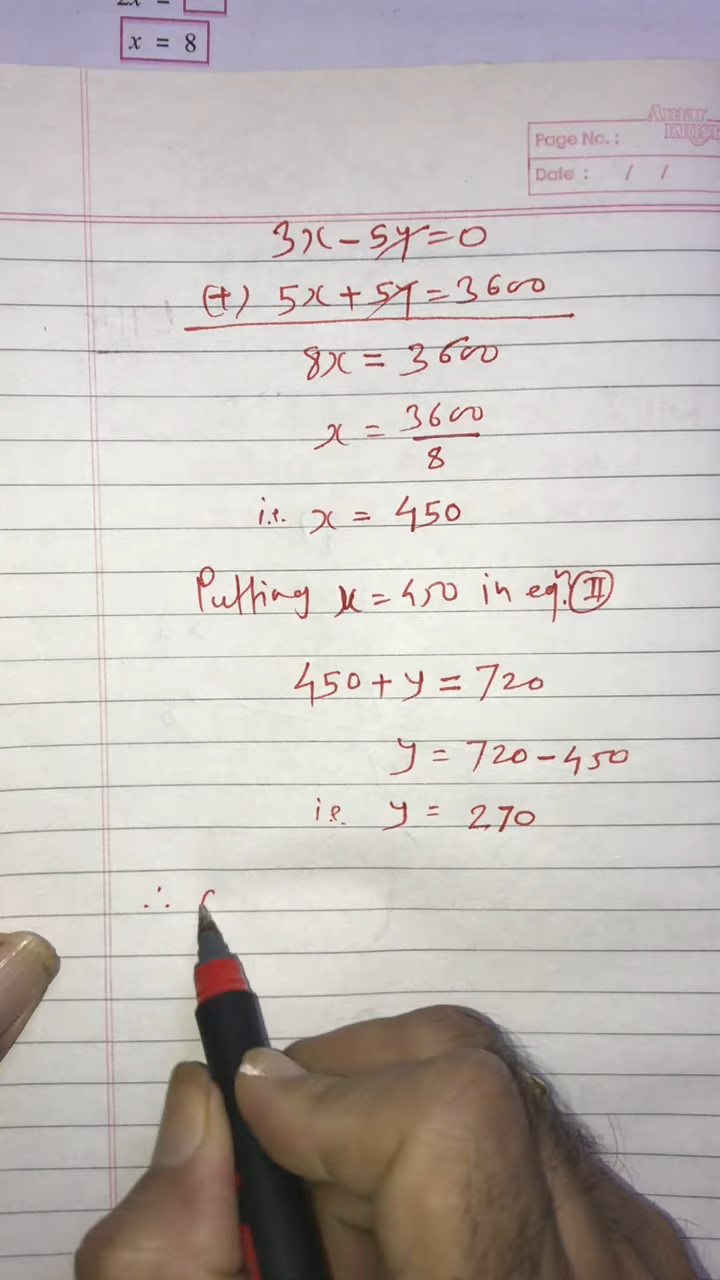 x = 8
Page No. :
Date : / /
3x - 5y = 0
(+) 5x + 5y = 3600
8x = 3600
x = 3600/8
i.e. x = 450
Putting x = 450 in eqn. II
450 + y = 720
y = 720 - 450
i.e. y = 270
∴